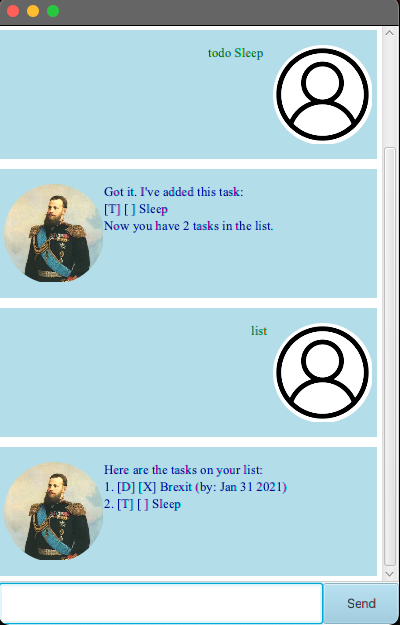 todo Sleep
Got it. I've added this task:
[T] [ ] Sleep
Now you have 2 tasks in the list.
list
Here are the tasks on your list:
1. [D] [X] Brexit (by: Jan 31 2021)
2. [T] [ ] Sleep
Send